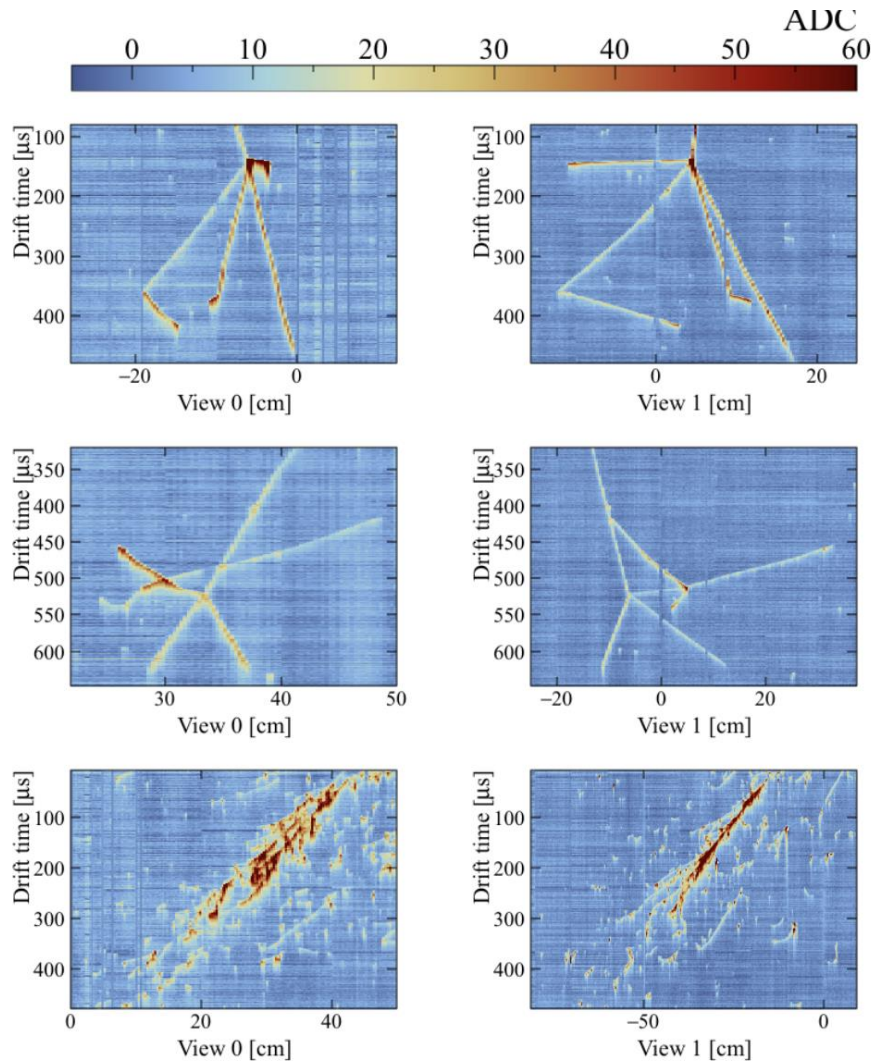 ADC
0 10 20 30 40 50 60
Drift time [µs]
100
200
300
400
−20 0
View 0 [cm]
Drift time [µs]
100
200
300
400
0 20
View 1 [cm]
Drift time [µs]
350
400
450
500
550
600
30 40 50
View 0 [cm]
Drift time [µs]
350
400
450
500
550
600
−20 0 20
View 1 [cm]
Drift time [µs]
100
200
300
400
0 20 40
View 0 [cm]
Drift time [µs]
100
200
300
400
−50 0
View 1 [cm]